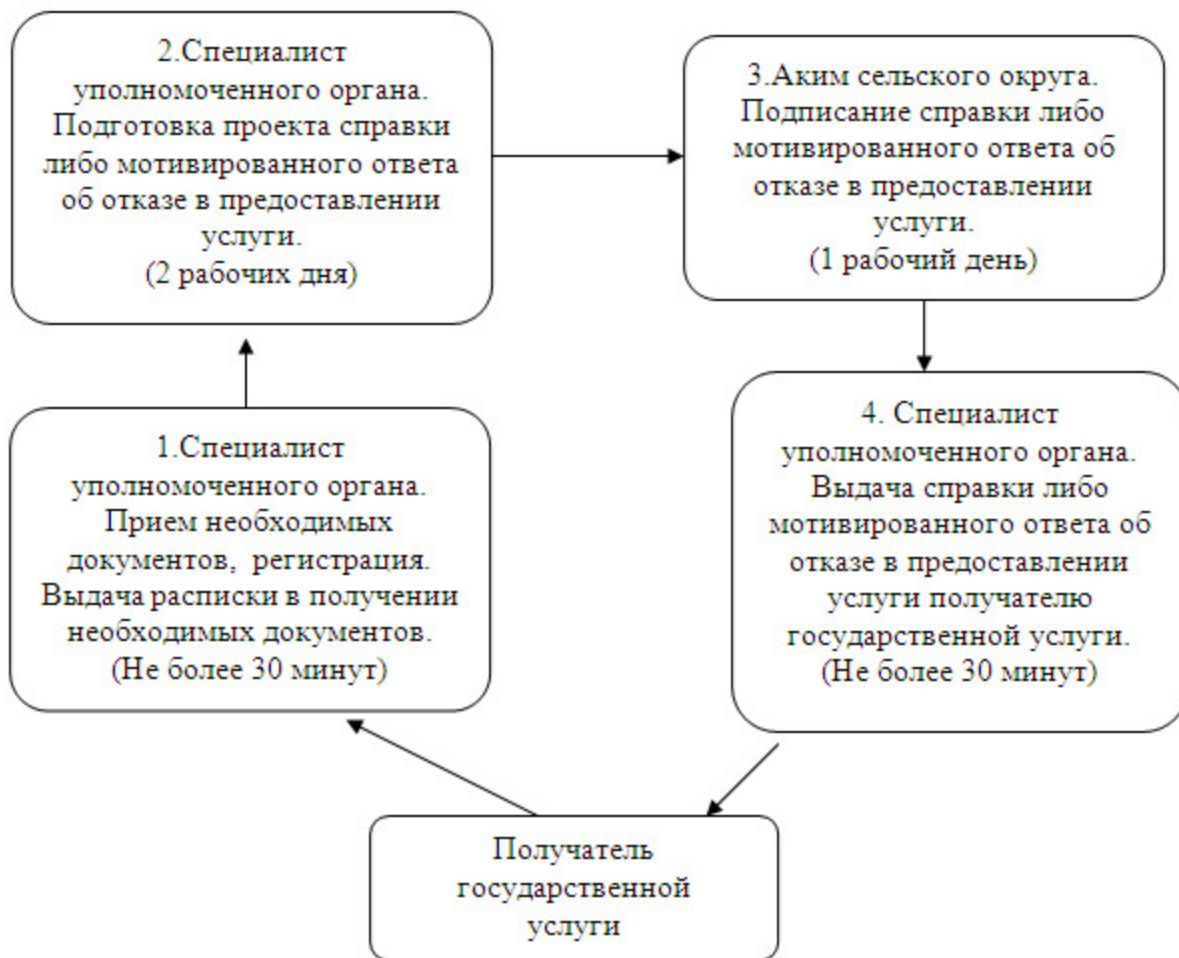 2.Специалист
уполномоченного органа.
Подготовка проекта справки
либо мотивированного ответа
об отказе в предоставлении
услуги.
(2 рабочих дня)
3.Аким сельского округа.
Подписание справки либо
мотивированного ответа об
отказе в предоставлении
услуги.
(1 рабочий день)
1.Специалист
уполномоченного органа.
Прием необходимых
документов, регистрация.
Выдача расписки в получении
необходимых документов.
(Не более 30 минут)
4. Специалист
уполномоченного органа.
Выдача справки либо
мотивированного ответа об
отказе в предоставлении
услуги получателю
государственной услуги.
(Не более 30 минут)
Получатель
государственной
услуги